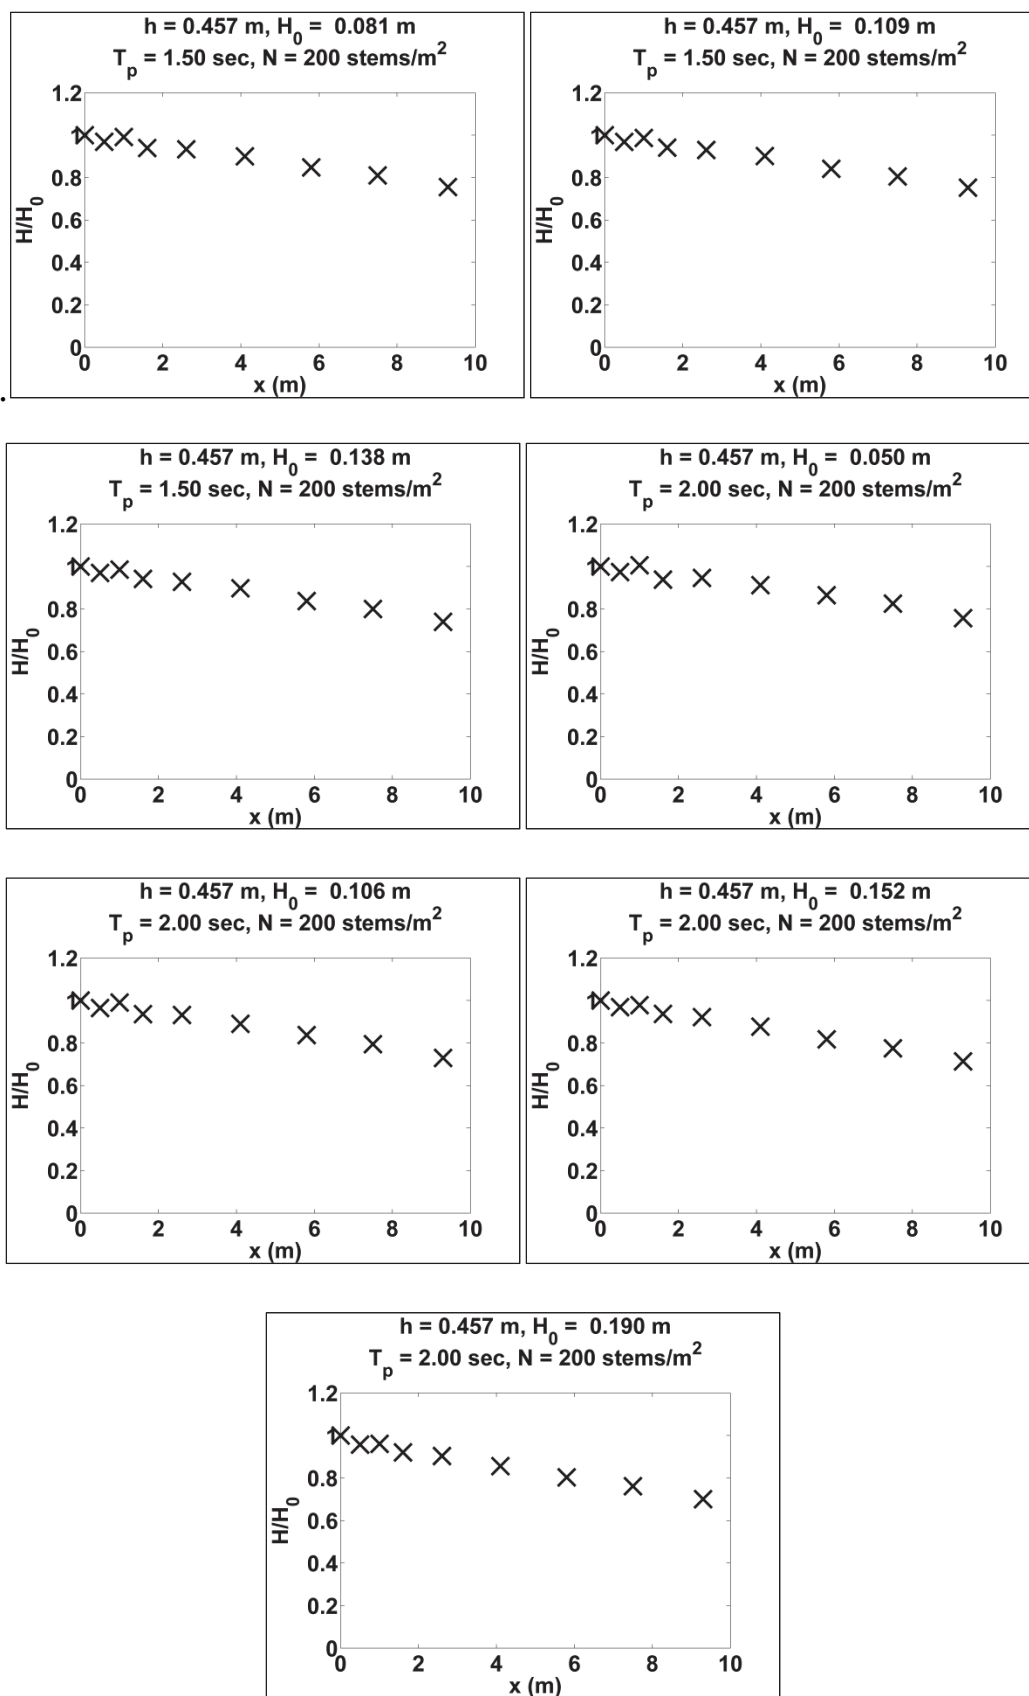 h = 0.457 m, H0 = 0.081 m
Tp = 1.50 sec, N = 200 stems/m2
1.2
1
0.8
0.6
0.4
0.2
0
H/H0
0 2 4 6 8 10
x (m)
h = 0.457 m, H0 = 0.109 m
Tp = 1.50 sec, N = 200 stems/m2
1.2
1
0.8
0.6
0.4
0.2
0
H/H0
0 2 4 6 8 10
x (m)
.
h = 0.457 m, H0 = 0.138 m
Tp = 1.50 sec, N = 200 stems/m2
1.2
1
0.8
0.6
0.4
0.2
0
H/H0
0 2 4 6 8 10
x (m)
h = 0.457 m, H0 = 0.050 m
Tp = 2.00 sec, N = 200 stems/m2
1.2
1
0.8
0.6
0.4
0.2
0
H/H0
0 2 4 6 8 10
x (m)
h = 0.457 m, H0 = 0.106 m
Tp = 2.00 sec, N = 200 stems/m2
1.2
1
0.8
0.6
0.4
0.2
0
H/H0
0 2 4 6 8 10
x (m)
h = 0.457 m, H0 = 0.152 m
Tp = 2.00 sec, N = 200 stems/m2
1.2
1
0.8
0.6
0.4
0.2
0
H/H0
0 2 4 6 8 10
x (m)
h = 0.457 m, H0 = 0.190 m
Tp = 2.00 sec, N = 200 stems/m2
1.2
1
0.8
0.6
0.4
0.2
0
H/H0
0 2 4 6 8 10
x (m)